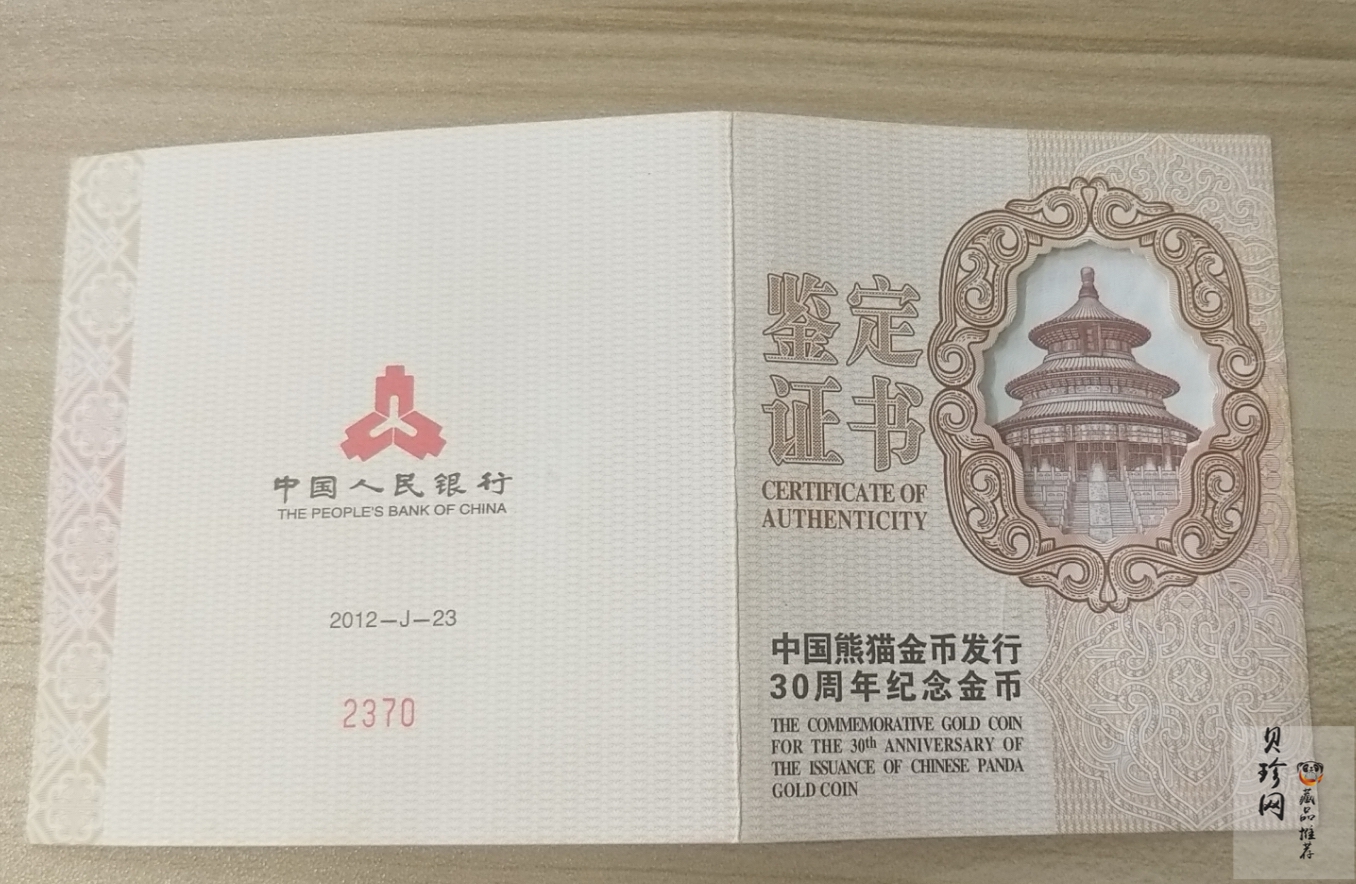 中国人民银行
THE PEOPLE'S BANK OF CHINA
2012-J-23
2370
鉴定
证书
CERTIFICATE OF
AUTHENTICITY
中国熊猫金币发行
30周年纪念金币
THE COMMEMORATIVE GOLD COIN
FOR THE 30th ANNIVERSARY OF
THE ISSUANCE OF CHINESE PANDA
GOLD COIN
贝珍网
藏品推荐